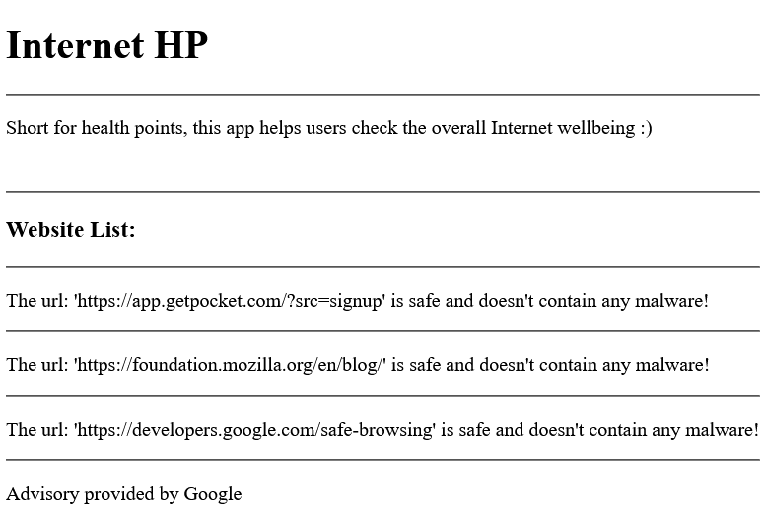 Internet HP
Short for health points, this app helps users check the overall Internet wellbeing :)
Website List:
The url: 'https://app.getpocket.com/?src=signup' is safe and doesn't contain any malware!
The url: 'https://foundation.mozilla.org/en/blog/' is safe and doesn't contain any malware!
The url: 'https://developers.google.com/safe-browsing' is safe and doesn't contain any malware!
Advisory provided by Google